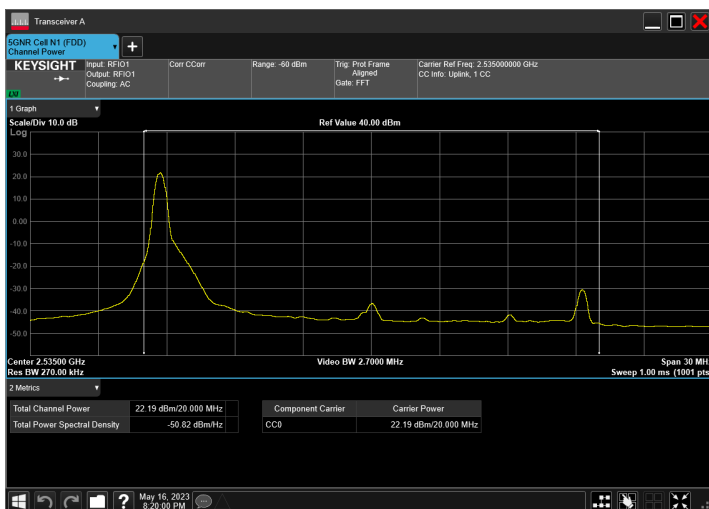 Transceiver A
5GNR Cell N1 (FDD)
Channel Power
KEYSIGHT
LXI
Input: RFIO1
Output: RFIO1
Coupling: AC
Corr CCorr
Range: -60 dBm
Trig: Prot Frame
Aligned
Gate: FFT
Carrier Ref Freq: 2.535000000 GHz
CC Info: Uplink, 1 CC
1 Graph
Scale/Div 10.0 dB
Ref Value 40.00 dBm
Log
30.0
20.0
10.0
0.00
-10.0
-20.0
-30.0
-40.0
-50.0
Center 2.53500 GHz
Video BW 2.7000 MHz
Span 30 MH
Res BW 270.00 kHz
Sweep 1.00 ms (1001 pts
2 Metrics
Total Channel Power 22.19 dBm/20.000 MHz
Total Power Spectral Density -50.82 dBm/Hz
Component Carrier Carrier Power
CC0 22.19 dBm/20.000 MHz
May 16, 2023
8:20:00 PM